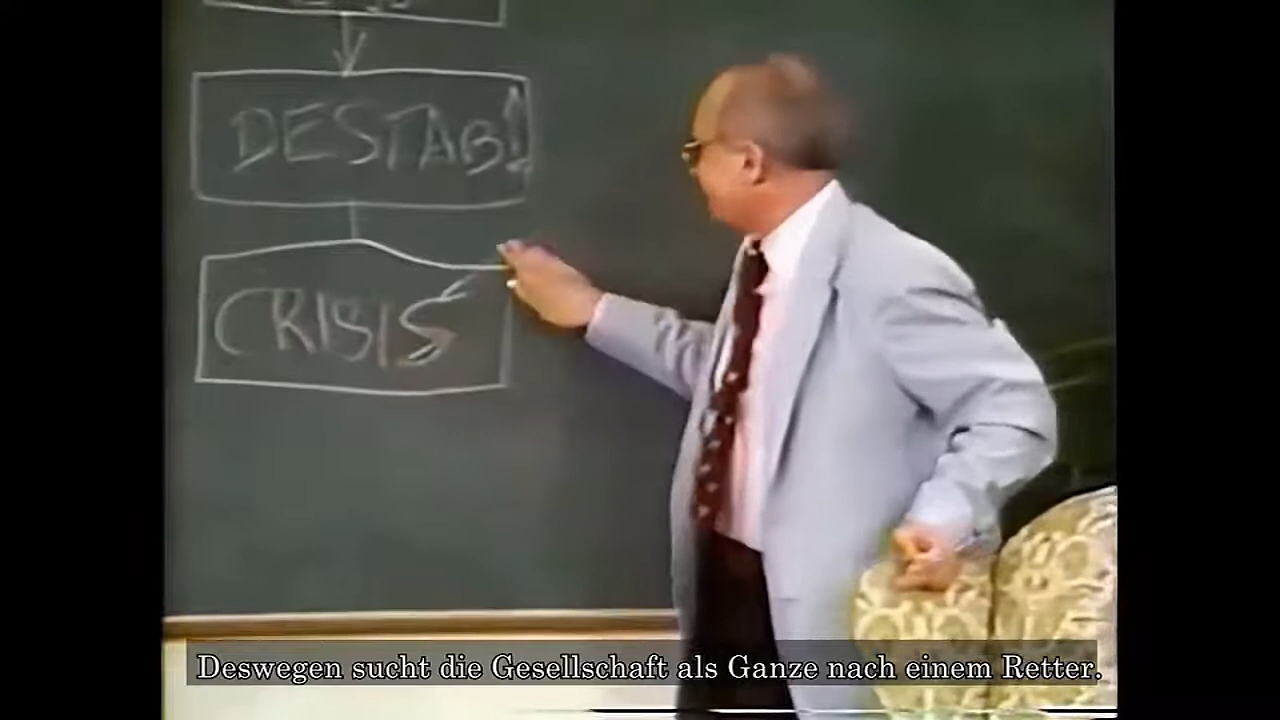 DESTAB!
CRISIS
Deswegen sucht die Gesellschaft als Ganze nach einem Retter.